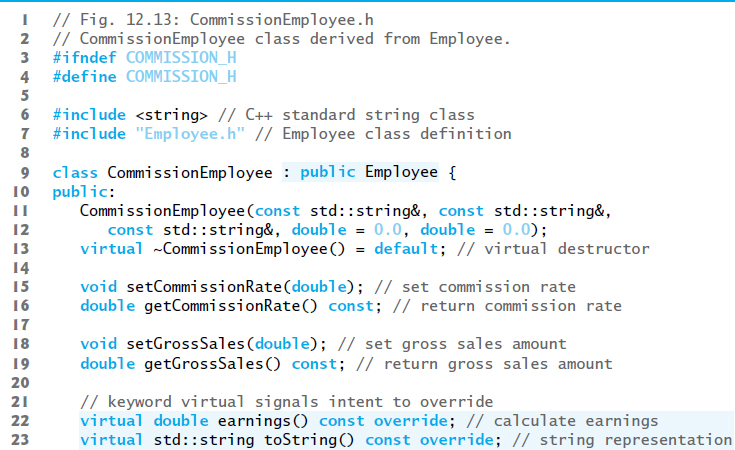 1 // Fig. 12.13: CommissionEmployee.h
2 // CommissionEmployee class derived from Employee.
3 #ifndef COMMISSION_H
4 #define COMMISSION_H
5
6 #include <string> // C++ standard string class
7 #include "Employee.h" // Employee class definition
8
9 class CommissionEmployee : public Employee {
10 public:
11    CommissionEmployee(const std::string&, const std::string&,
12       const std::string&, double = 0.0, double = 0.0);
13    virtual ~CommissionEmployee() = default; // virtual destructor
14
15    void setCommissionRate(double); // set commission rate
16    double getCommissionRate() const; // return commission rate
17
18    void setGrossSales(double); // set gross sales amount
19    double getGrossSales() const; // return gross sales amount
20
21    // keyword virtual signals intent to override
22    virtual double earnings() const override; // calculate earnings
23    virtual std::string toString() const override; // string representation